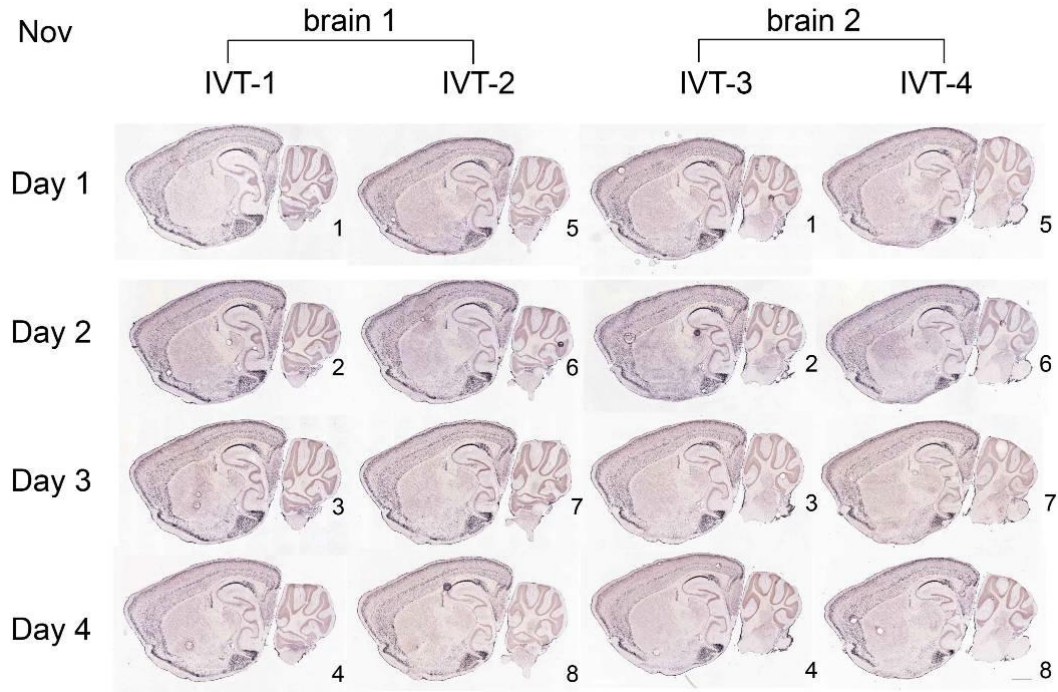 Nov
brain 1 brain 2
IVT-1 IVT-2 IVT-3 IVT-4
Day 1
1 5 1 5
Day 2
2 6 2 6
Day 3
3 7 3 7
Day 4
4 8 4 8